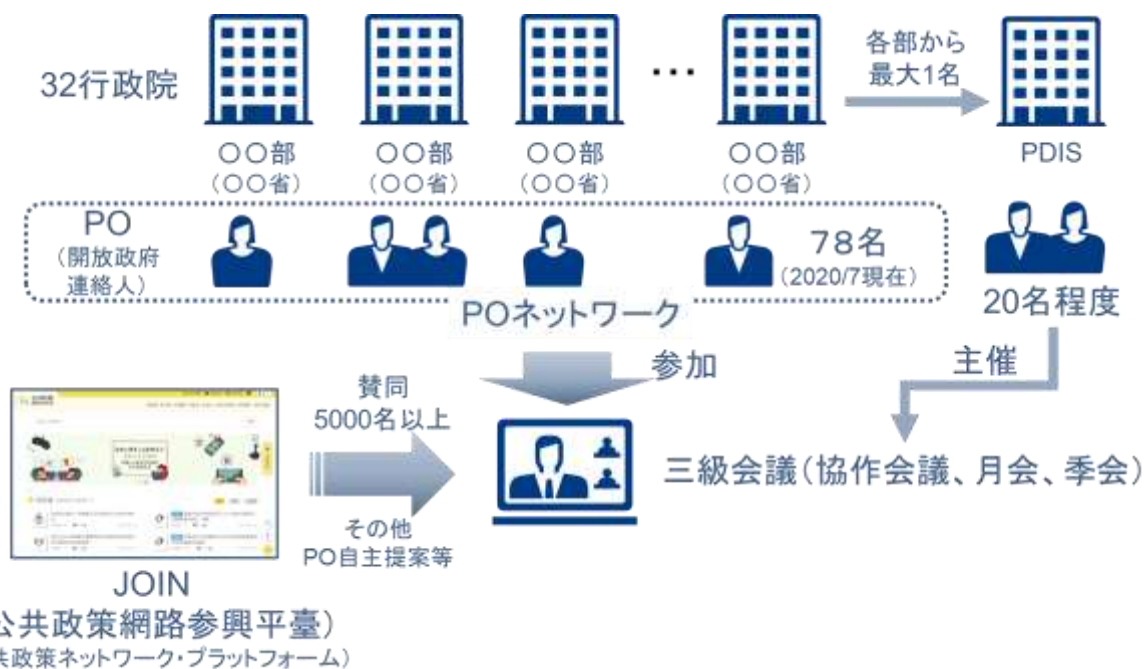 32行政院
…
各部から
最大1名
〇〇部
(〇〇省)
〇〇部
(〇〇省)
〇〇部
(〇〇省)
〇〇部
(〇〇省)
PDIS
PO
(開放政府
連絡人)
78名
(2020/7現在)
20名程度
POネットワーク
参加
主催
賛同
5000名以上
その他
PO自主提案等
三級会議(協作会議、月会、季会)
JOIN
公共政策網路参興平臺)
共政策ネットワーク・プラットフォーム)